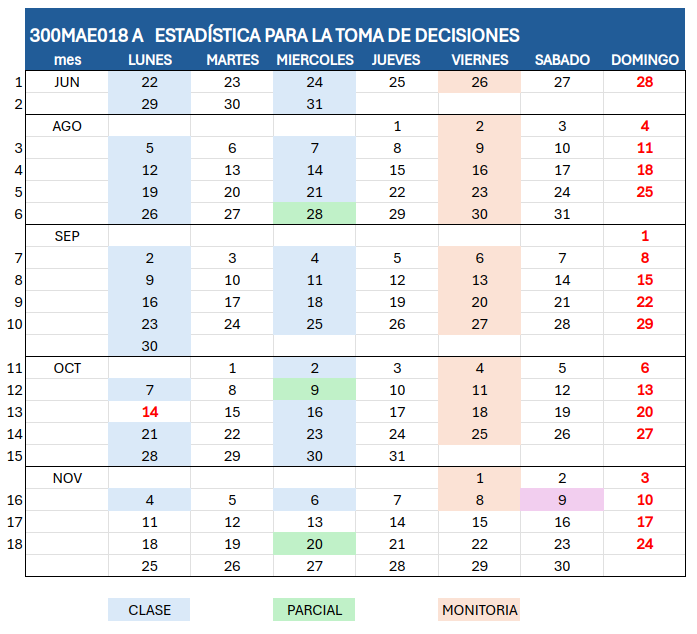 300MAE018 A ESTADÍSTICA PARA LA TOMA DE DECISIONES
mes LUNES MARTES MIERCOLES JUEVES VIERNES SABADO DOMINGO
1 JUN 22 23 24 25 26 27 28
2 29 30 31
AGO 1 2 3 4
3 5 6 7 8 9 10 11
4 12 13 14 15 16 17 18
5 19 20 21 22 23 24 25
6 26 27 28 29 30 31
SEP 1
7 2 3 4 5 6 7 8
8 9 10 11 12 13 14 15
9 16 17 18 19 20 21 22
10 23 24 25 26 27 28 29
30
11 OCT 1 2 3 4 5 6
12 7 8 9 10 11 12 13
13 14 15 16 17 18 19 20
14 21 22 23 24 25 26 27
15 28 29 30 31
NOV 1 2 3
16 4 5 6 7 8 9 10
17 11 12 13 14 15 16 17
18 18 19 20 21 22 23 24
25 26 27 28 29 30
CLASE PARCIAL MONITORIA